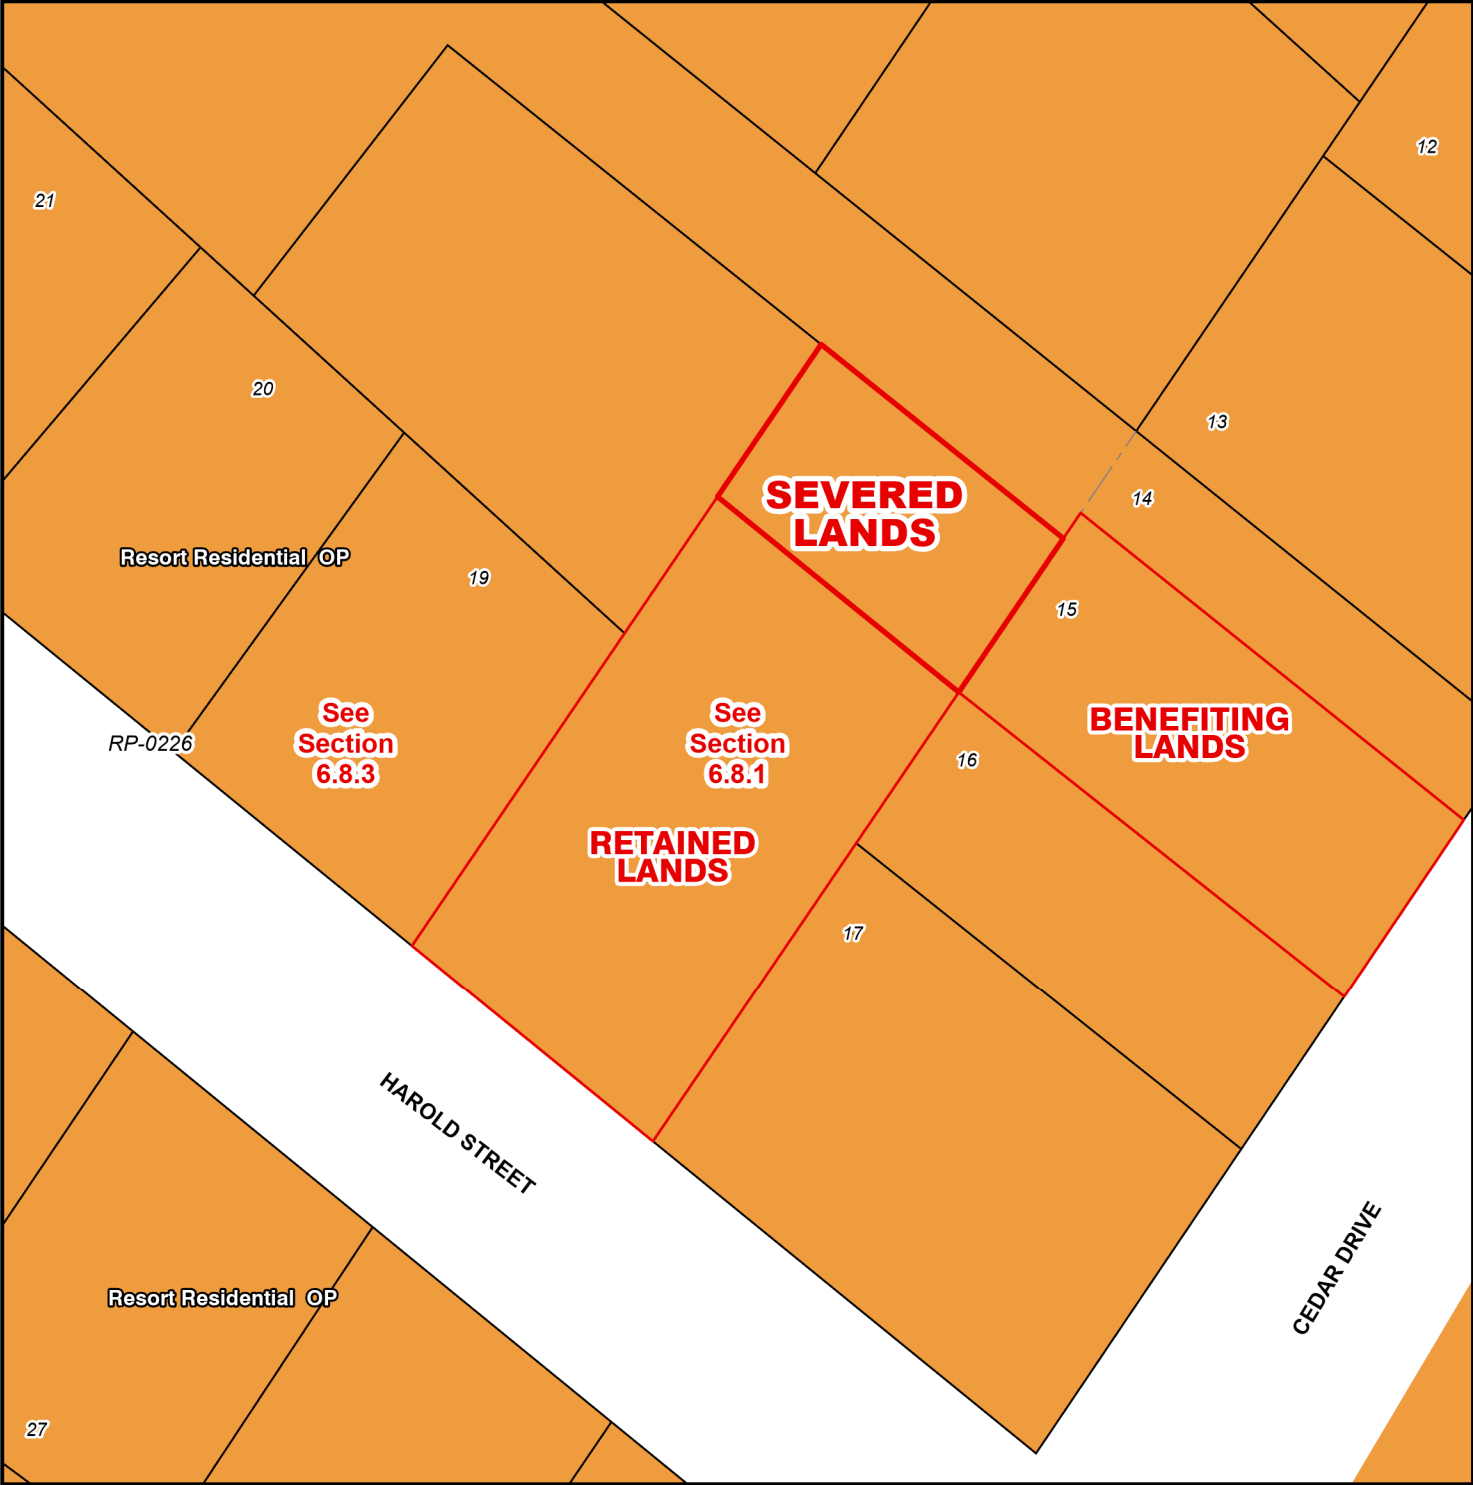 12
21
20
13
SEVERED
LANDS
14
Resort Residential  OP
19
15
See
Section
6.8.3
See
Section
6.8.1
BENEFITING
LANDS
RP-0226
16
RETAINED
LANDS
17
HAROLD STREET
CEDAR DRIVE
Resort Residential  OP
27